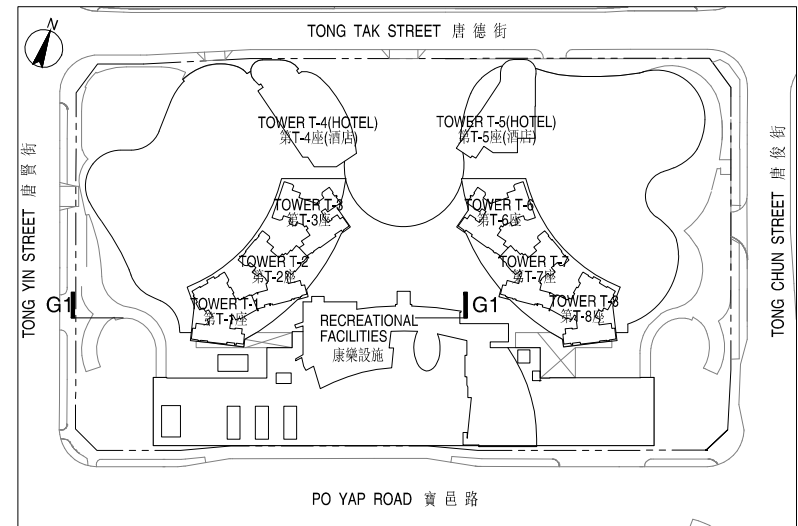 N
TONG TAK STREET 唐德街
TOWER T-4(HOTEL)
第T-4座(酒店)
TOWER T-5(HOTEL)
第T-5座(酒店)
TONG YIN STREET 唐賢街
TONG CHUN STREET 唐俊街
TOWER T-3
第T-3座
TOWER T-6
第T-6座
TOWER T-2
第T-2座
TOWER T-7
第T-7座
TOWER T-1
第T-1座
TOWER T-8
第T-8座
G1
G1
RECREATIONAL
FACILITIES
康樂設施
PO YAP ROAD 寶邑路